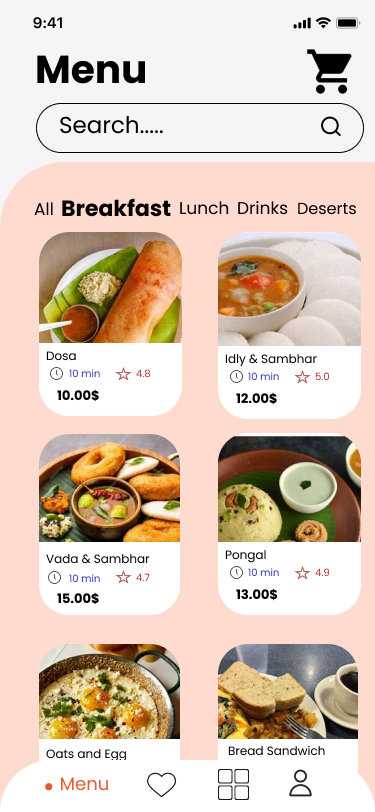 9:41
Menu
Search.....
All Breakfast Lunch Drinks Deserts
Dosa
10 min 4.8
10.00$
Idly & Sambhar
10 min 5.0
12.00$
Vada & Sambhar
10 min 4.7
15.00$
Pongal
10 min 4.9
13.00$
Oats and Egg
Bread Sandwich
Menu